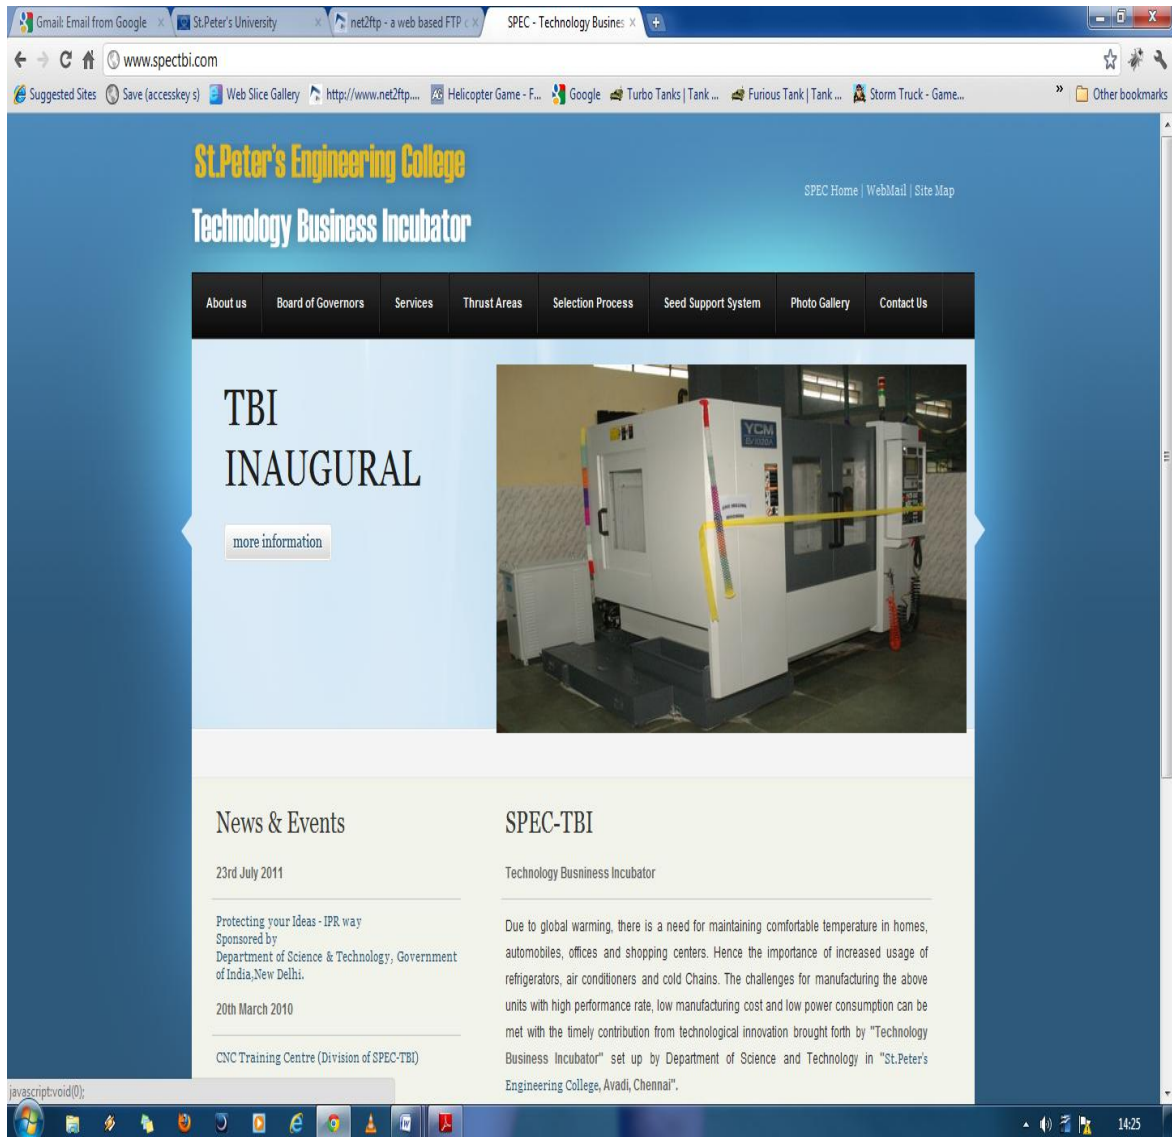 Gmail: Email from Google
St.Peter's University
net2ftp - a web based FTP c
SPEC - Technology Busines
www.spectbi.com
Suggested Sites
Save (accesskey s)
Web Slice Gallery
http://www.net2ftp....
Helicopter Game - F...
Google
Turbo Tanks | Tank ...
Furious Tank | Tank ...
Storm Truck - Game...
»
Other bookmarks
St.Peter's Engineering College
SPEC Home | WebMail | Site Map
Technology Business Incubator
About us
Board of Governors
Services
Thrust Areas
Selection Process
Seed Support System
Photo Gallery
Contact Us
TBI
INAUGURAL
more information
YCM
News & Events
23rd July 2011
Protecting your Ideas - IPR way
Sponsored by
Department of Science & Technology, Government
of India,New Delhi.
20th March 2010
CNC Training Centre (Division of SPEC-TBI)
SPEC-TBI
Technology Busniness Incubator
Due to global warming, there is a need for maintaining comfortable temperature in homes,
automobiles, offices and shopping centers. Hence the importance of increased usage of
refrigerators, air conditioners and cold Chains. The challenges for manufacturing the above
units with high performance rate, low manufacturing cost and low power consumption can be
met with the timely contribution from technological innovation brought forth by "Technology
Business Incubator" set up by Department of Science and Technology in "St.Peter's
Engineering College, Avadi, Chennai".
javascript:void(0);
14:25